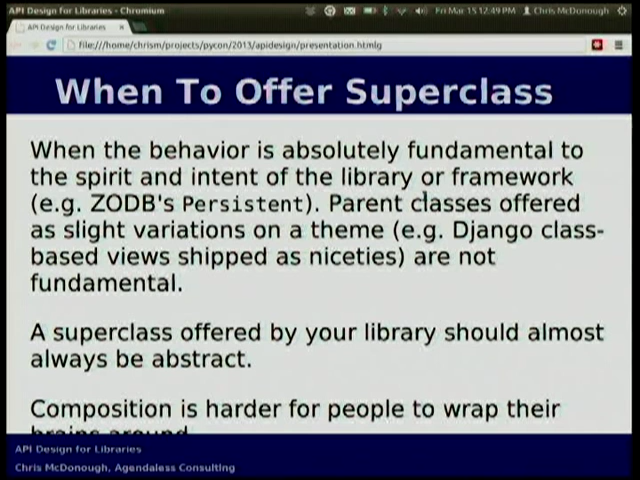 API Design for Libraries - Chromium
Fri Mar 15 12:49 PM Chris McDonough
API Design for Libraries
file:///home/chrism/projects/pycon/2013/apidesign/presentation.html
When To Offer Superclass
When the behavior is absolutely fundamental to
the spirit and intent of the library or framework
(e.g. ZODB's Persistent). Parent classes offered
as slight variations on a theme (e.g. Django class-
based views shipped as niceties) are not
fundamental.
A superclass offered by your library should almost
always be abstract.
Composition is harder for people to wrap their
brains around
API Design for Libraries
Chris McDonough, Agendaless Consulting